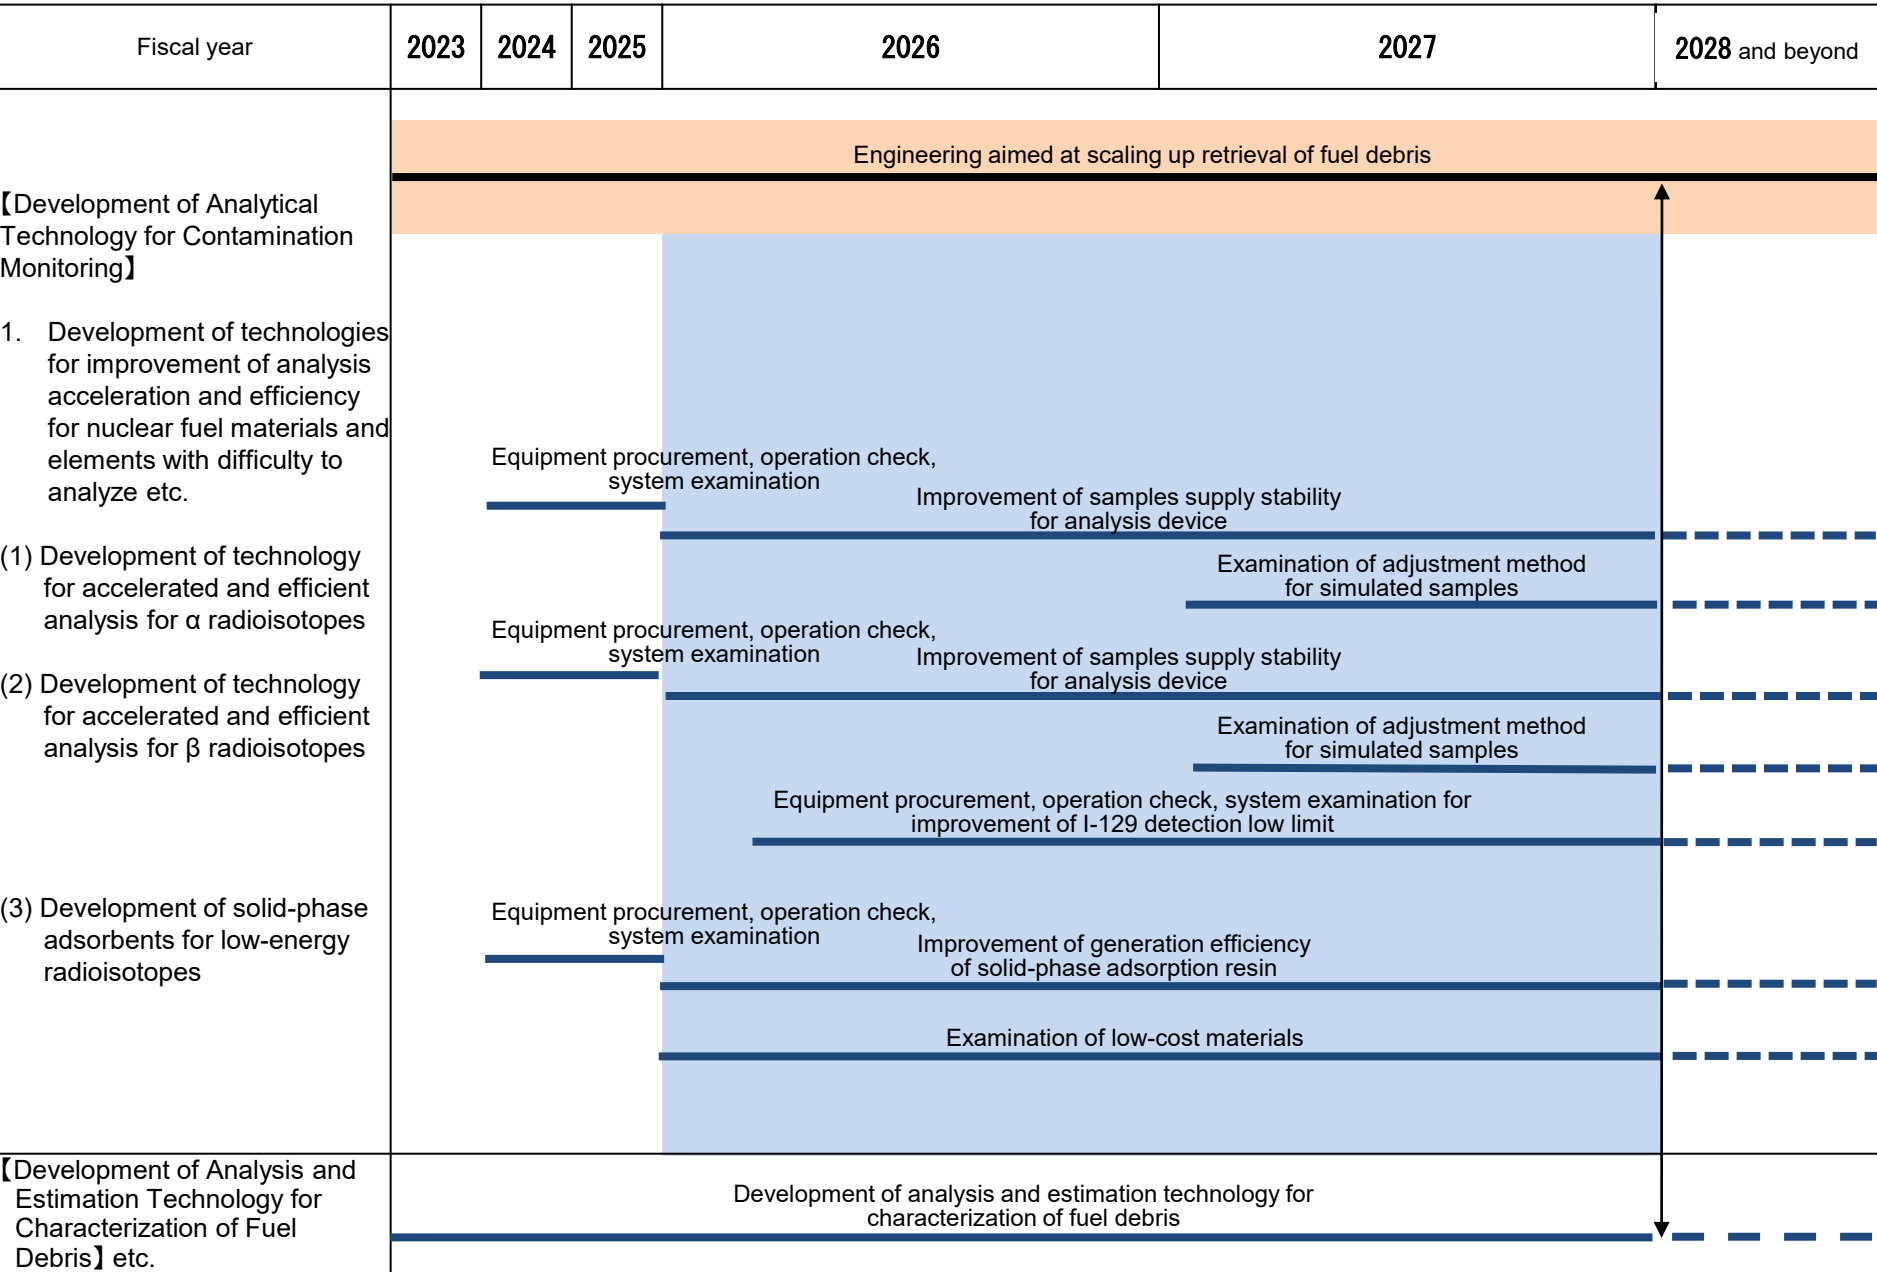 Fiscal year
2023
2024
2025
2026
2027
2028 and beyond
Engineering aimed at scaling up retrieval of fuel debris
【Development of Analytical
Technology for Contamination
Monitoring】
1. Development of technologies
for improvement of analysis
acceleration and efficiency
for nuclear fuel materials and
elements with difficulty to
analyze etc.
Equipment procurement, operation check,
system examination
Improvement of samples supply stability
for analysis device
(1) Development of technology
for accelerated and efficient
analysis for α radioisotopes
Examination of adjustment method
for simulated samples
Equipment procurement, operation check,
system examination
Improvement of samples supply stability
for analysis device
(2) Development of technology
for accelerated and efficient
analysis for β radioisotopes
Examination of adjustment method
for simulated samples
Equipment procurement, operation check, system examination for
improvement of I-129 detection low limit
(3) Development of solid-phase
adsorbents for low-energy
radioisotopes
Equipment procurement, operation check,
system examination
Improvement of generation efficiency
of solid-phase adsorption resin
Examination of low-cost materials
【Development of Analysis and
Estimation Technology for
Characterization of Fuel
Debris】 etc.
Development of analysis and estimation technology for
characterization of fuel debris